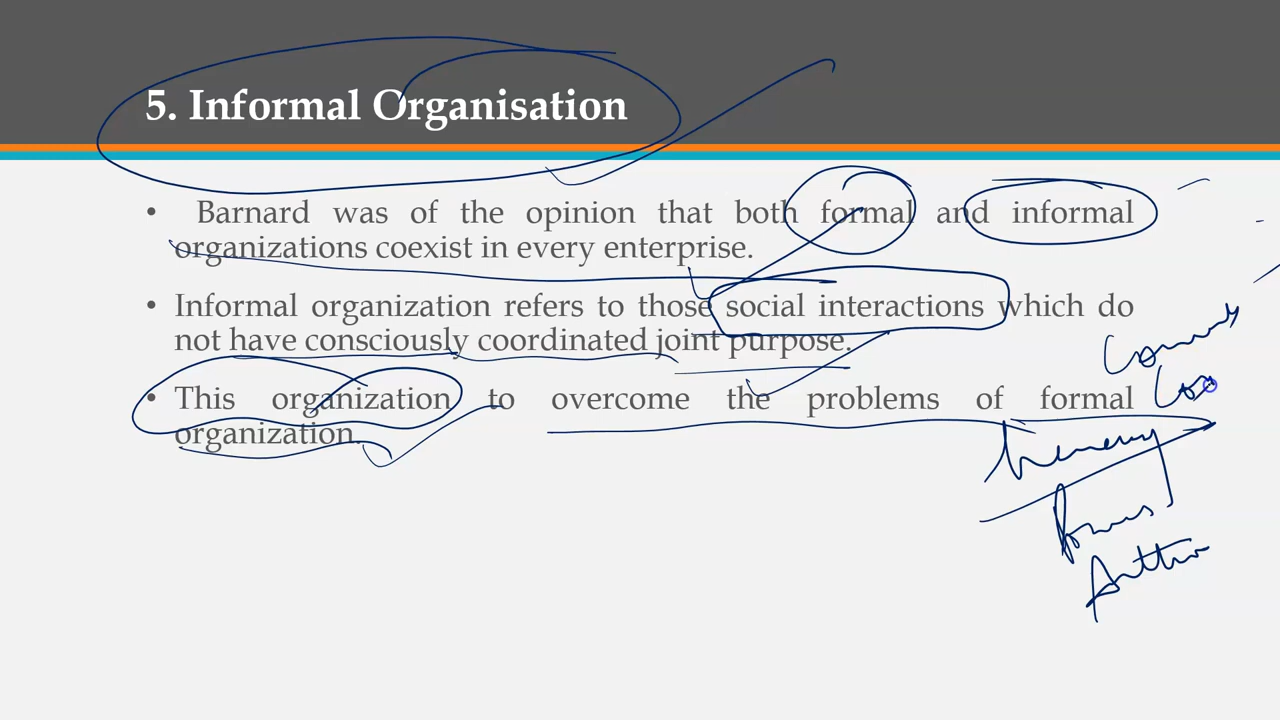 5. Informal Organisation
• Barnard was of the opinion that both formal and informal
organizations coexist in every enterprise.
• Informal organization refers to those social interactions which do
not have consciously coordinated joint purpose.
• This organization to overcome the problems of formal
organization.